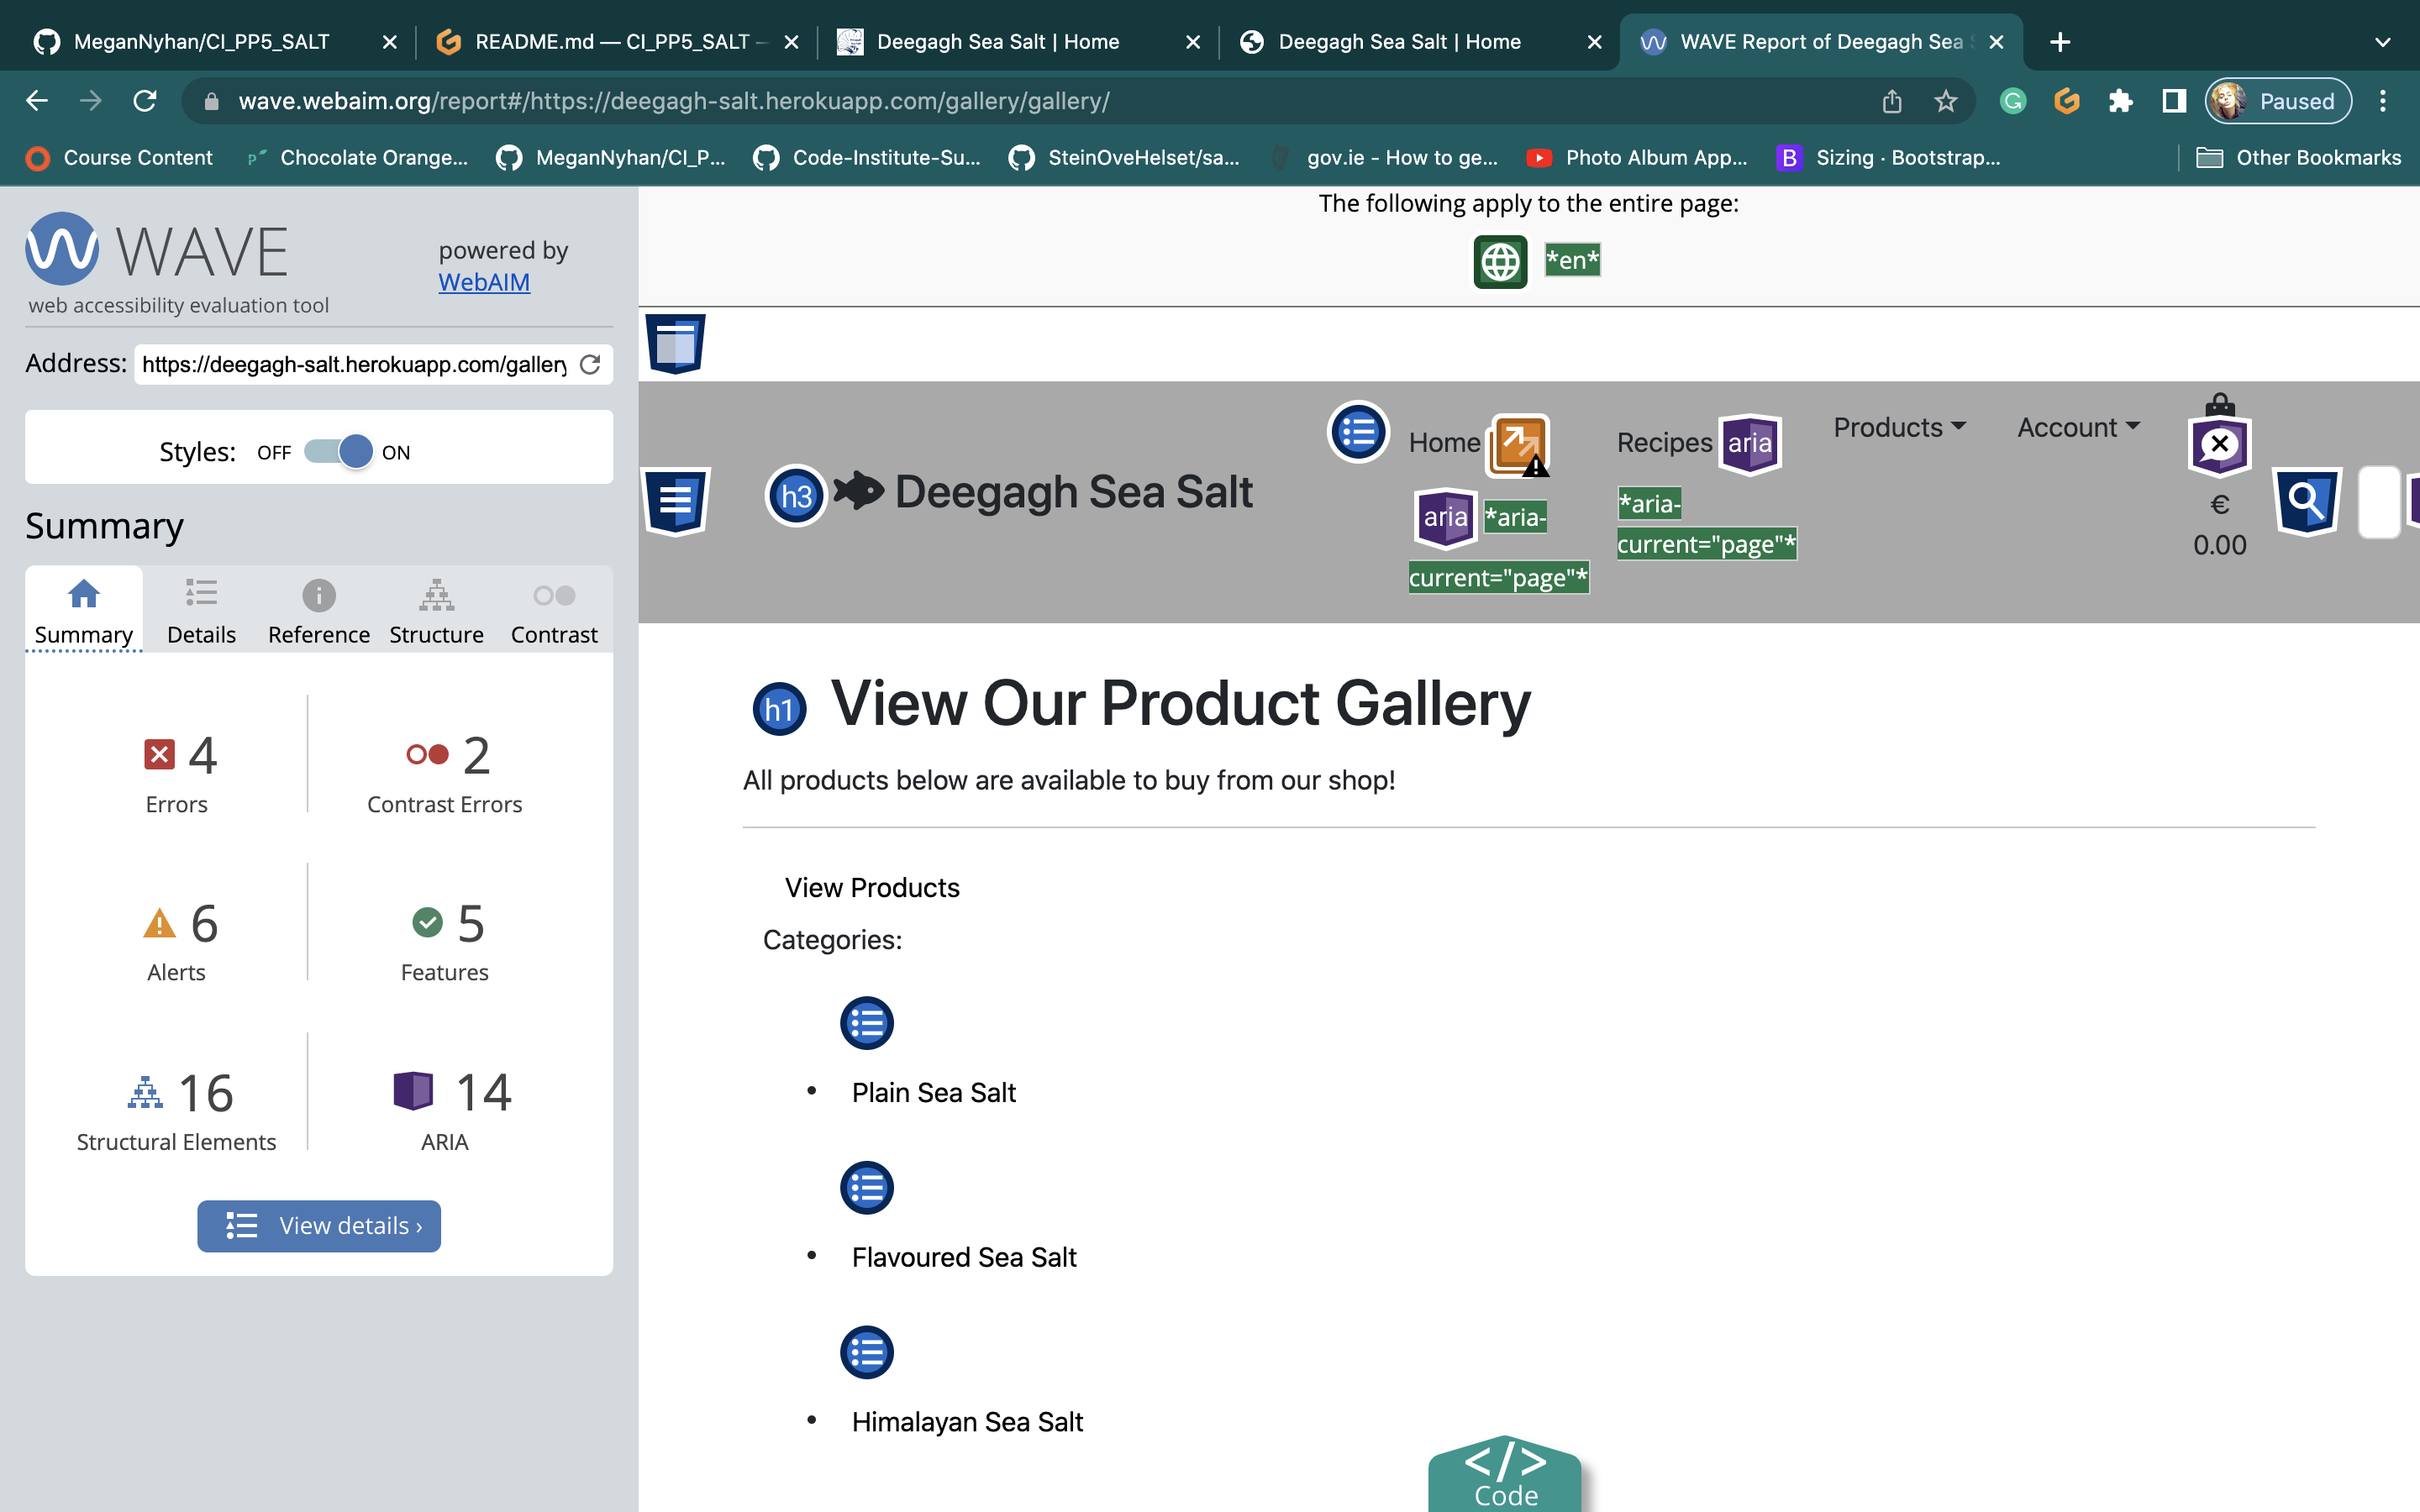 MeganNyhan/CI_PP5_SALT
README.md — CI_PP5_SALT –
Deegagh Sea Salt | Home
Deegagh Sea Salt | Home
WAVE Report of Deegagh Sea
wave.webaim.org/report#/https://deegagh-salt.herokuapp.com/gallery/gallery/
Paused
Course Content
Chocolate Orange...
MeganNyhan/CI_P...
Code-Institute-Su...
SteinOveHelset/sa...
gov.ie - How to ge...
Photo Album App...
B
Sizing · Bootstrap...
Other Bookmarks
WAVE
web accessibility evaluation tool
powered by
WebAIM
Address:
https://deegagh-salt.herokuapp.com/gallery
Styles: OFF ON
Summary
Summary
Details
Reference
Structure
Contrast
4
Errors
2
Contrast Errors
6
Alerts
5
Features
16
Structural Elements
14
ARIA
View details ›
The following apply to the entire page:
*en*
h3
Deegagh Sea Salt
Home
aria *aria-
current="page"*
Recipes aria
*aria-
current="page"*
Products
Account
€
0.00
h1 View Our Product Gallery
All products below are available to buy from our shop!
View Products
Categories:
• Plain Sea Salt
• Flavoured Sea Salt
• Himalayan Sea Salt
</>
Code